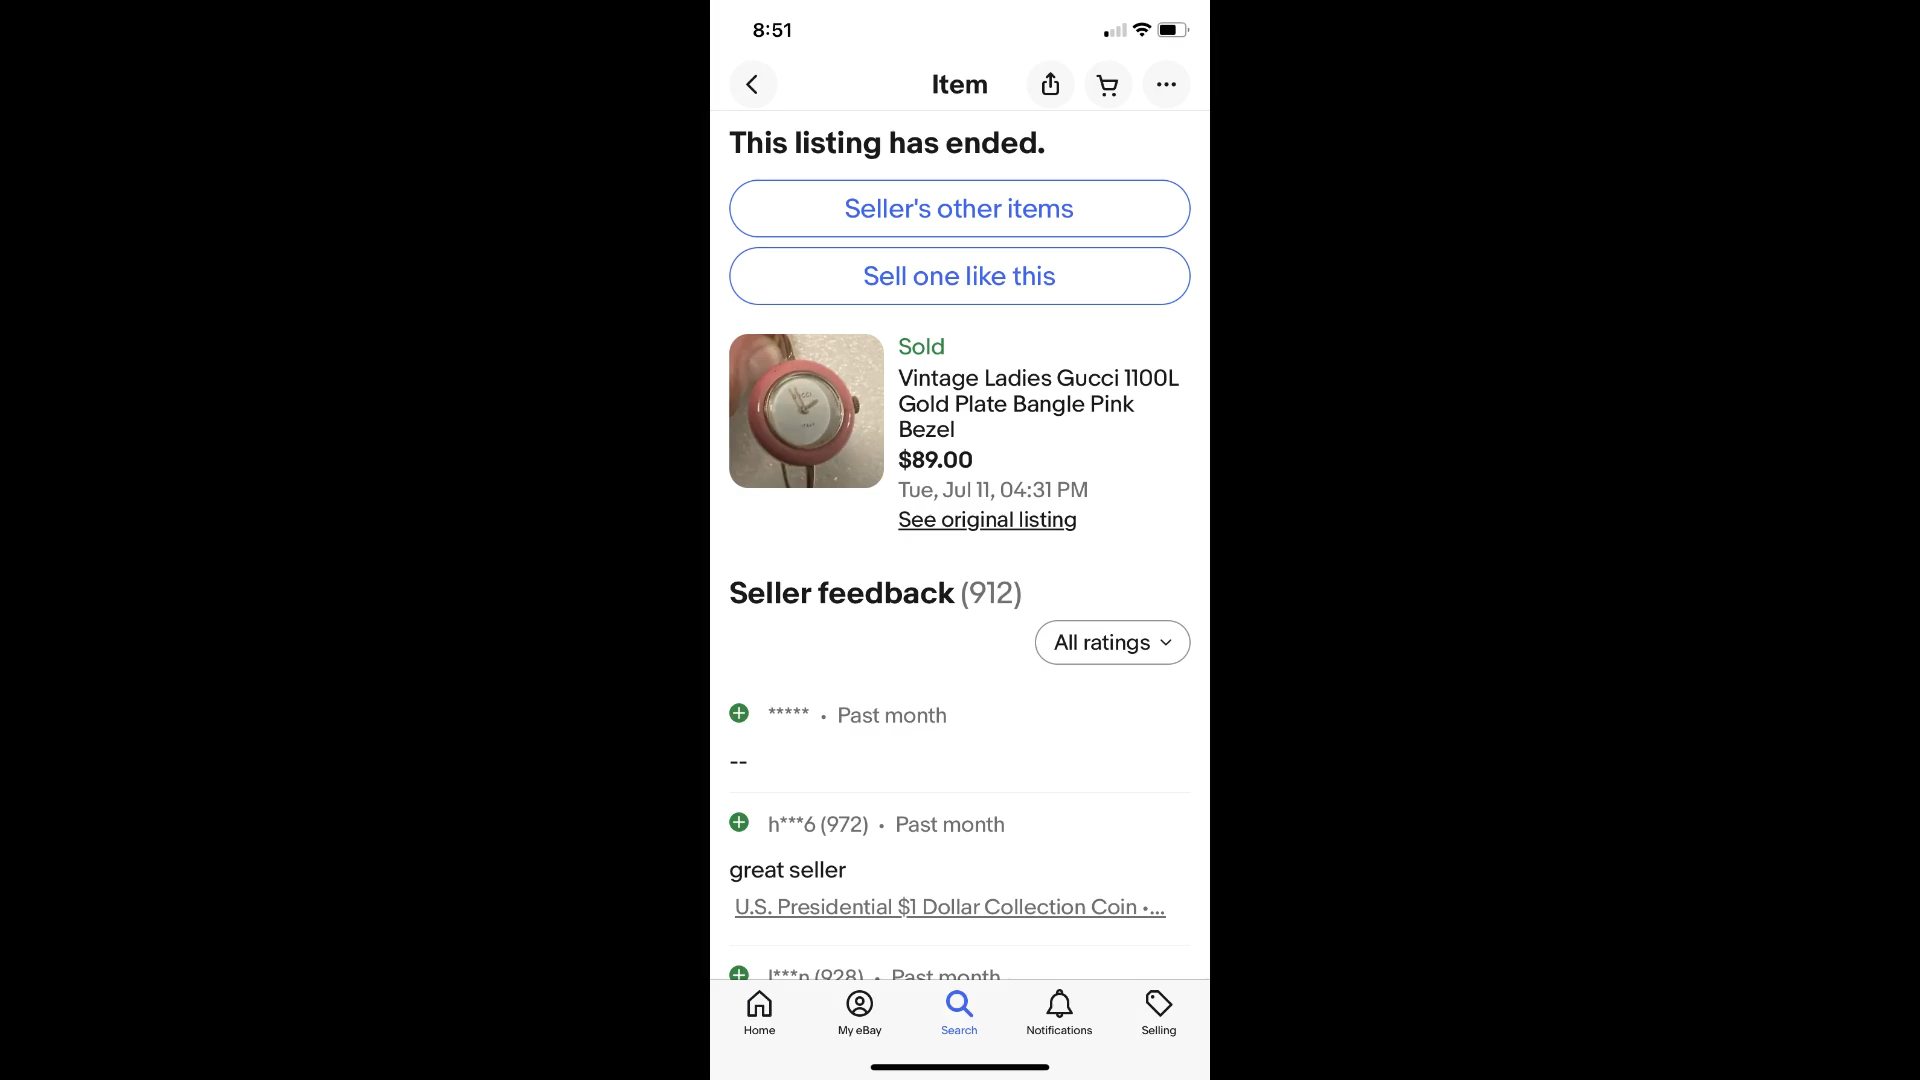 8:51
Item
This listing has ended.
Seller's other items
Sell one like this
Sold
Vintage Ladies Gucci 1100L
Gold Plate Bangle Pink
Bezel
$89.00
Tue, Jul 11, 04:31 PM
See original listing
Seller feedback (912)
All ratings
***** • Past month
--
h***6 (972) • Past month
great seller
U.S. Presidential $1 Dollar Collection Coin •...
l***n (928) • Past month
Home
My eBay
Search
Notifications
Selling